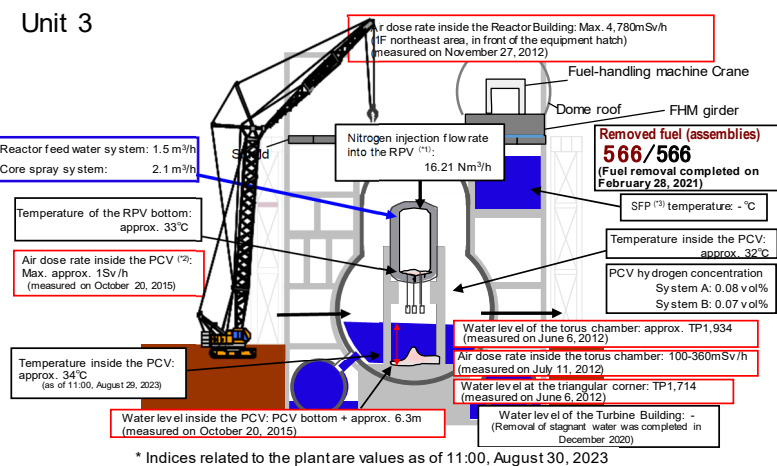 Unit 3
Air dose rate inside the Reactor Building: Max. 4,780mSv/h
(1F northeast area, in front of the equipment hatch)
(measured on November 27, 2012)
Fuel-handling machine Crane
Dome roof
FHM girder
Reactor feed water system: 1.5 m³/h
Core spray system: 2.1 m³/h
Nitrogen injection flow rate
into the RPV (*1):
16.21 Nm³/h
Removed fuel (assemblies)
566/566
(Fuel removal completed on
February 28, 2021)
SFP (*3) temperature: - °C
Temperature of the RPV bottom:
approx. 33°C
Temperature inside the PCV:
approx. 32°C
Air dose rate inside the PCV (*2):
Max. approx. 1Sv/h
(measured on October 20, 2015)
PCV hydrogen concentration
System A: 0.08 vol%
System B: 0.07 vol%
Water level of the torus chamber: approx. TP1,934
(measured on June 6, 2012)
Temperature inside the PCV:
approx. 34°C
(as of 11:00, August 29, 2023)
Air dose rate inside the torus chamber: 100-360mSv/h
(measured on July 11, 2012)
Water level at the triangular corner: TP1,714
(measured on June 6, 2012)
Water level inside the PCV: PCV bottom + approx. 6.3m
(measured on October 20, 2015)
Water level of the Turbine Building: -
(Removal of stagnant water was completed in
December 2020)
* Indices related to the plant are values as of 11:00, August 30, 2023